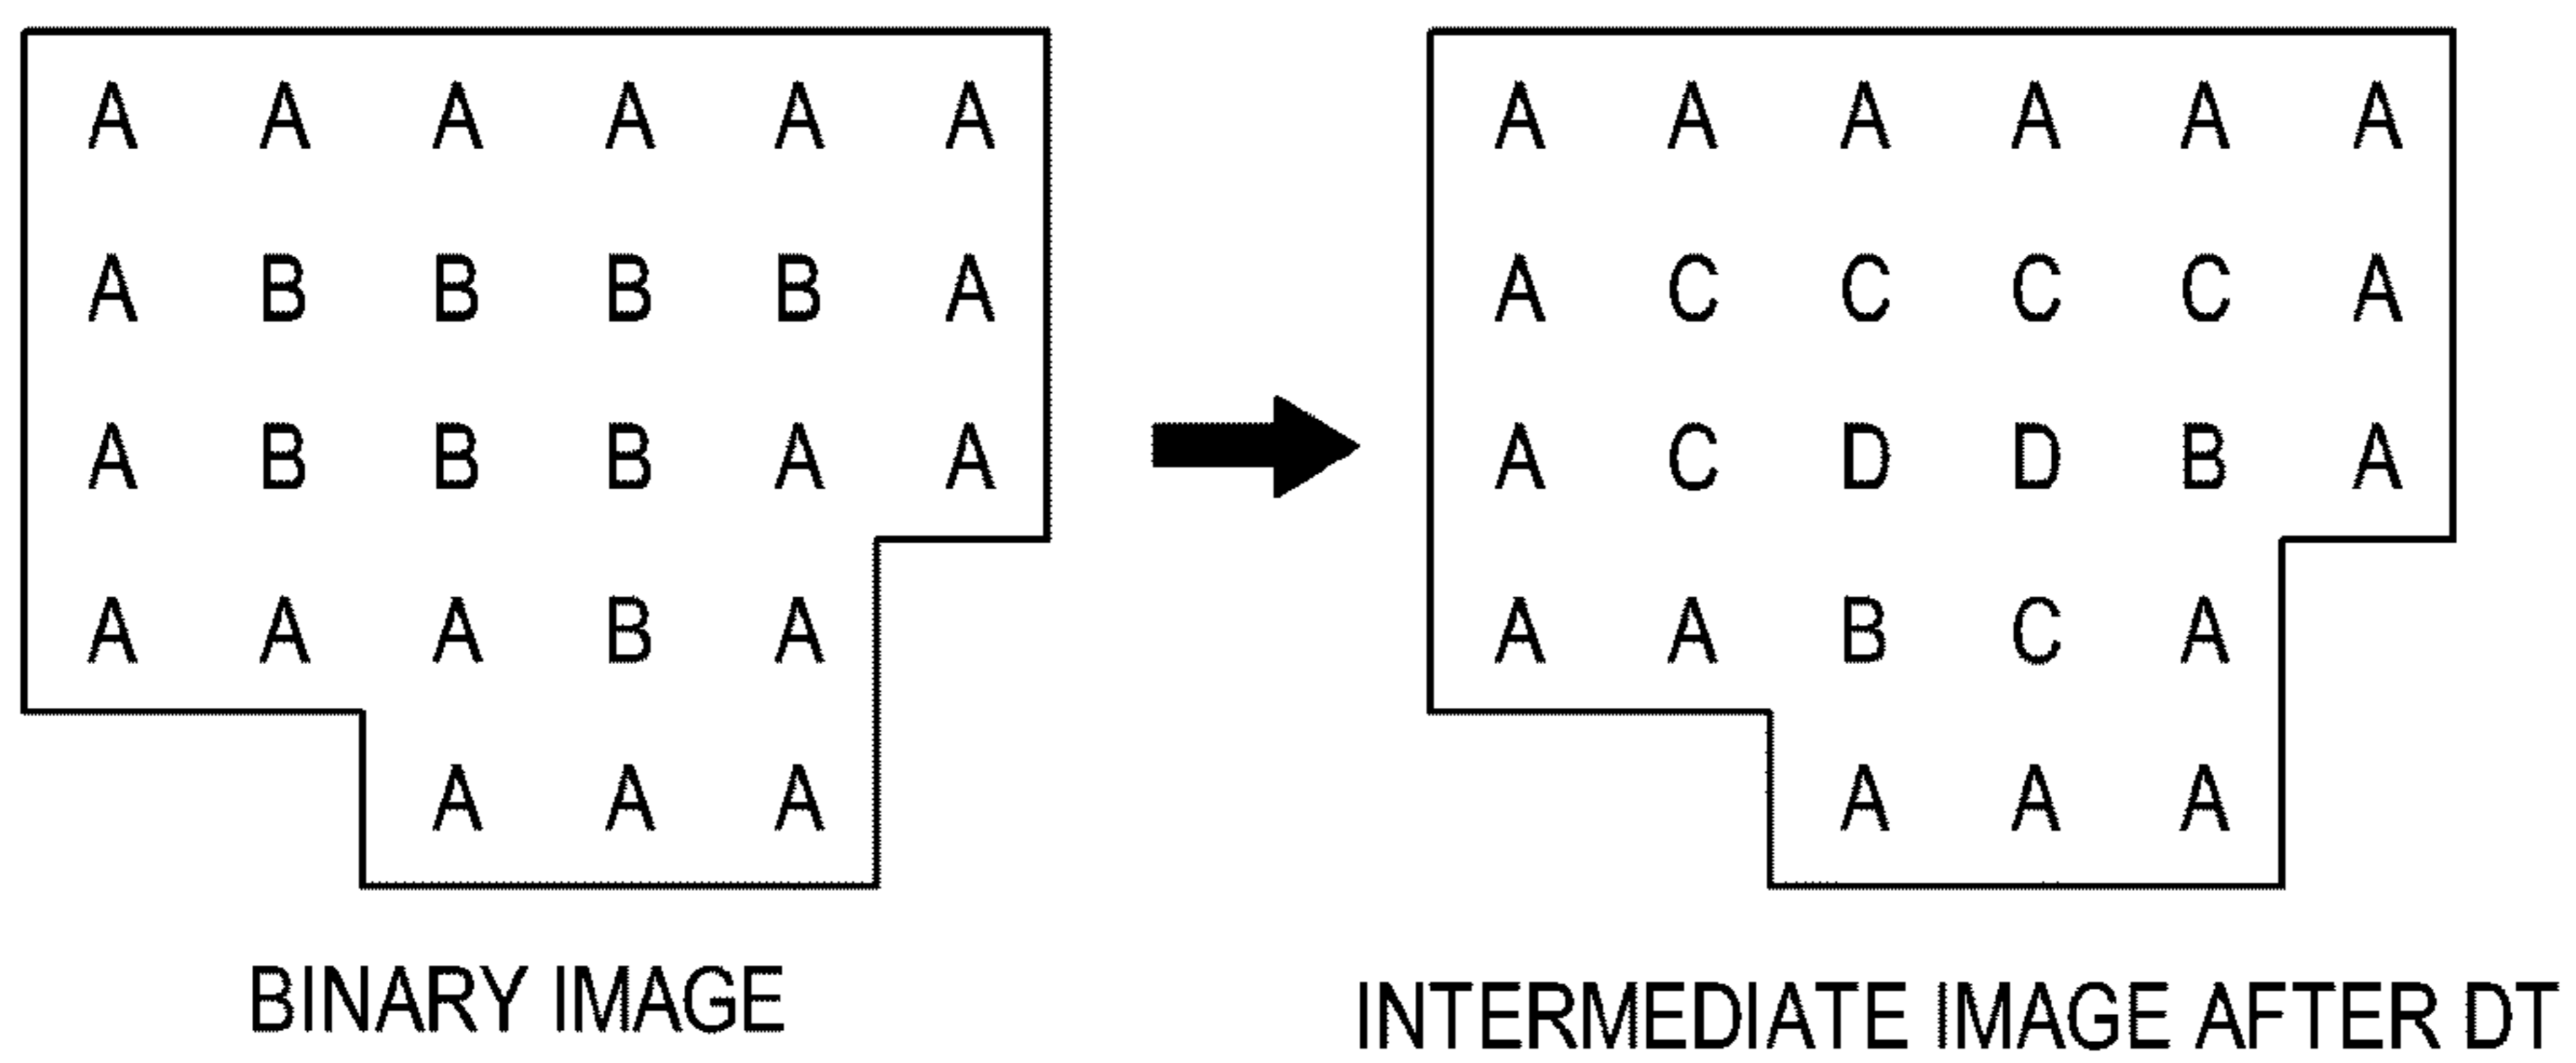 A A A A A A
A B B B B A
A B B B A A
A A A B A
A A A
BINARY IMAGE
A A A A A A
A C C C C A
A C D D B A
A A B C A
A A A
INTERMEDIATE IMAGE AFTER DT